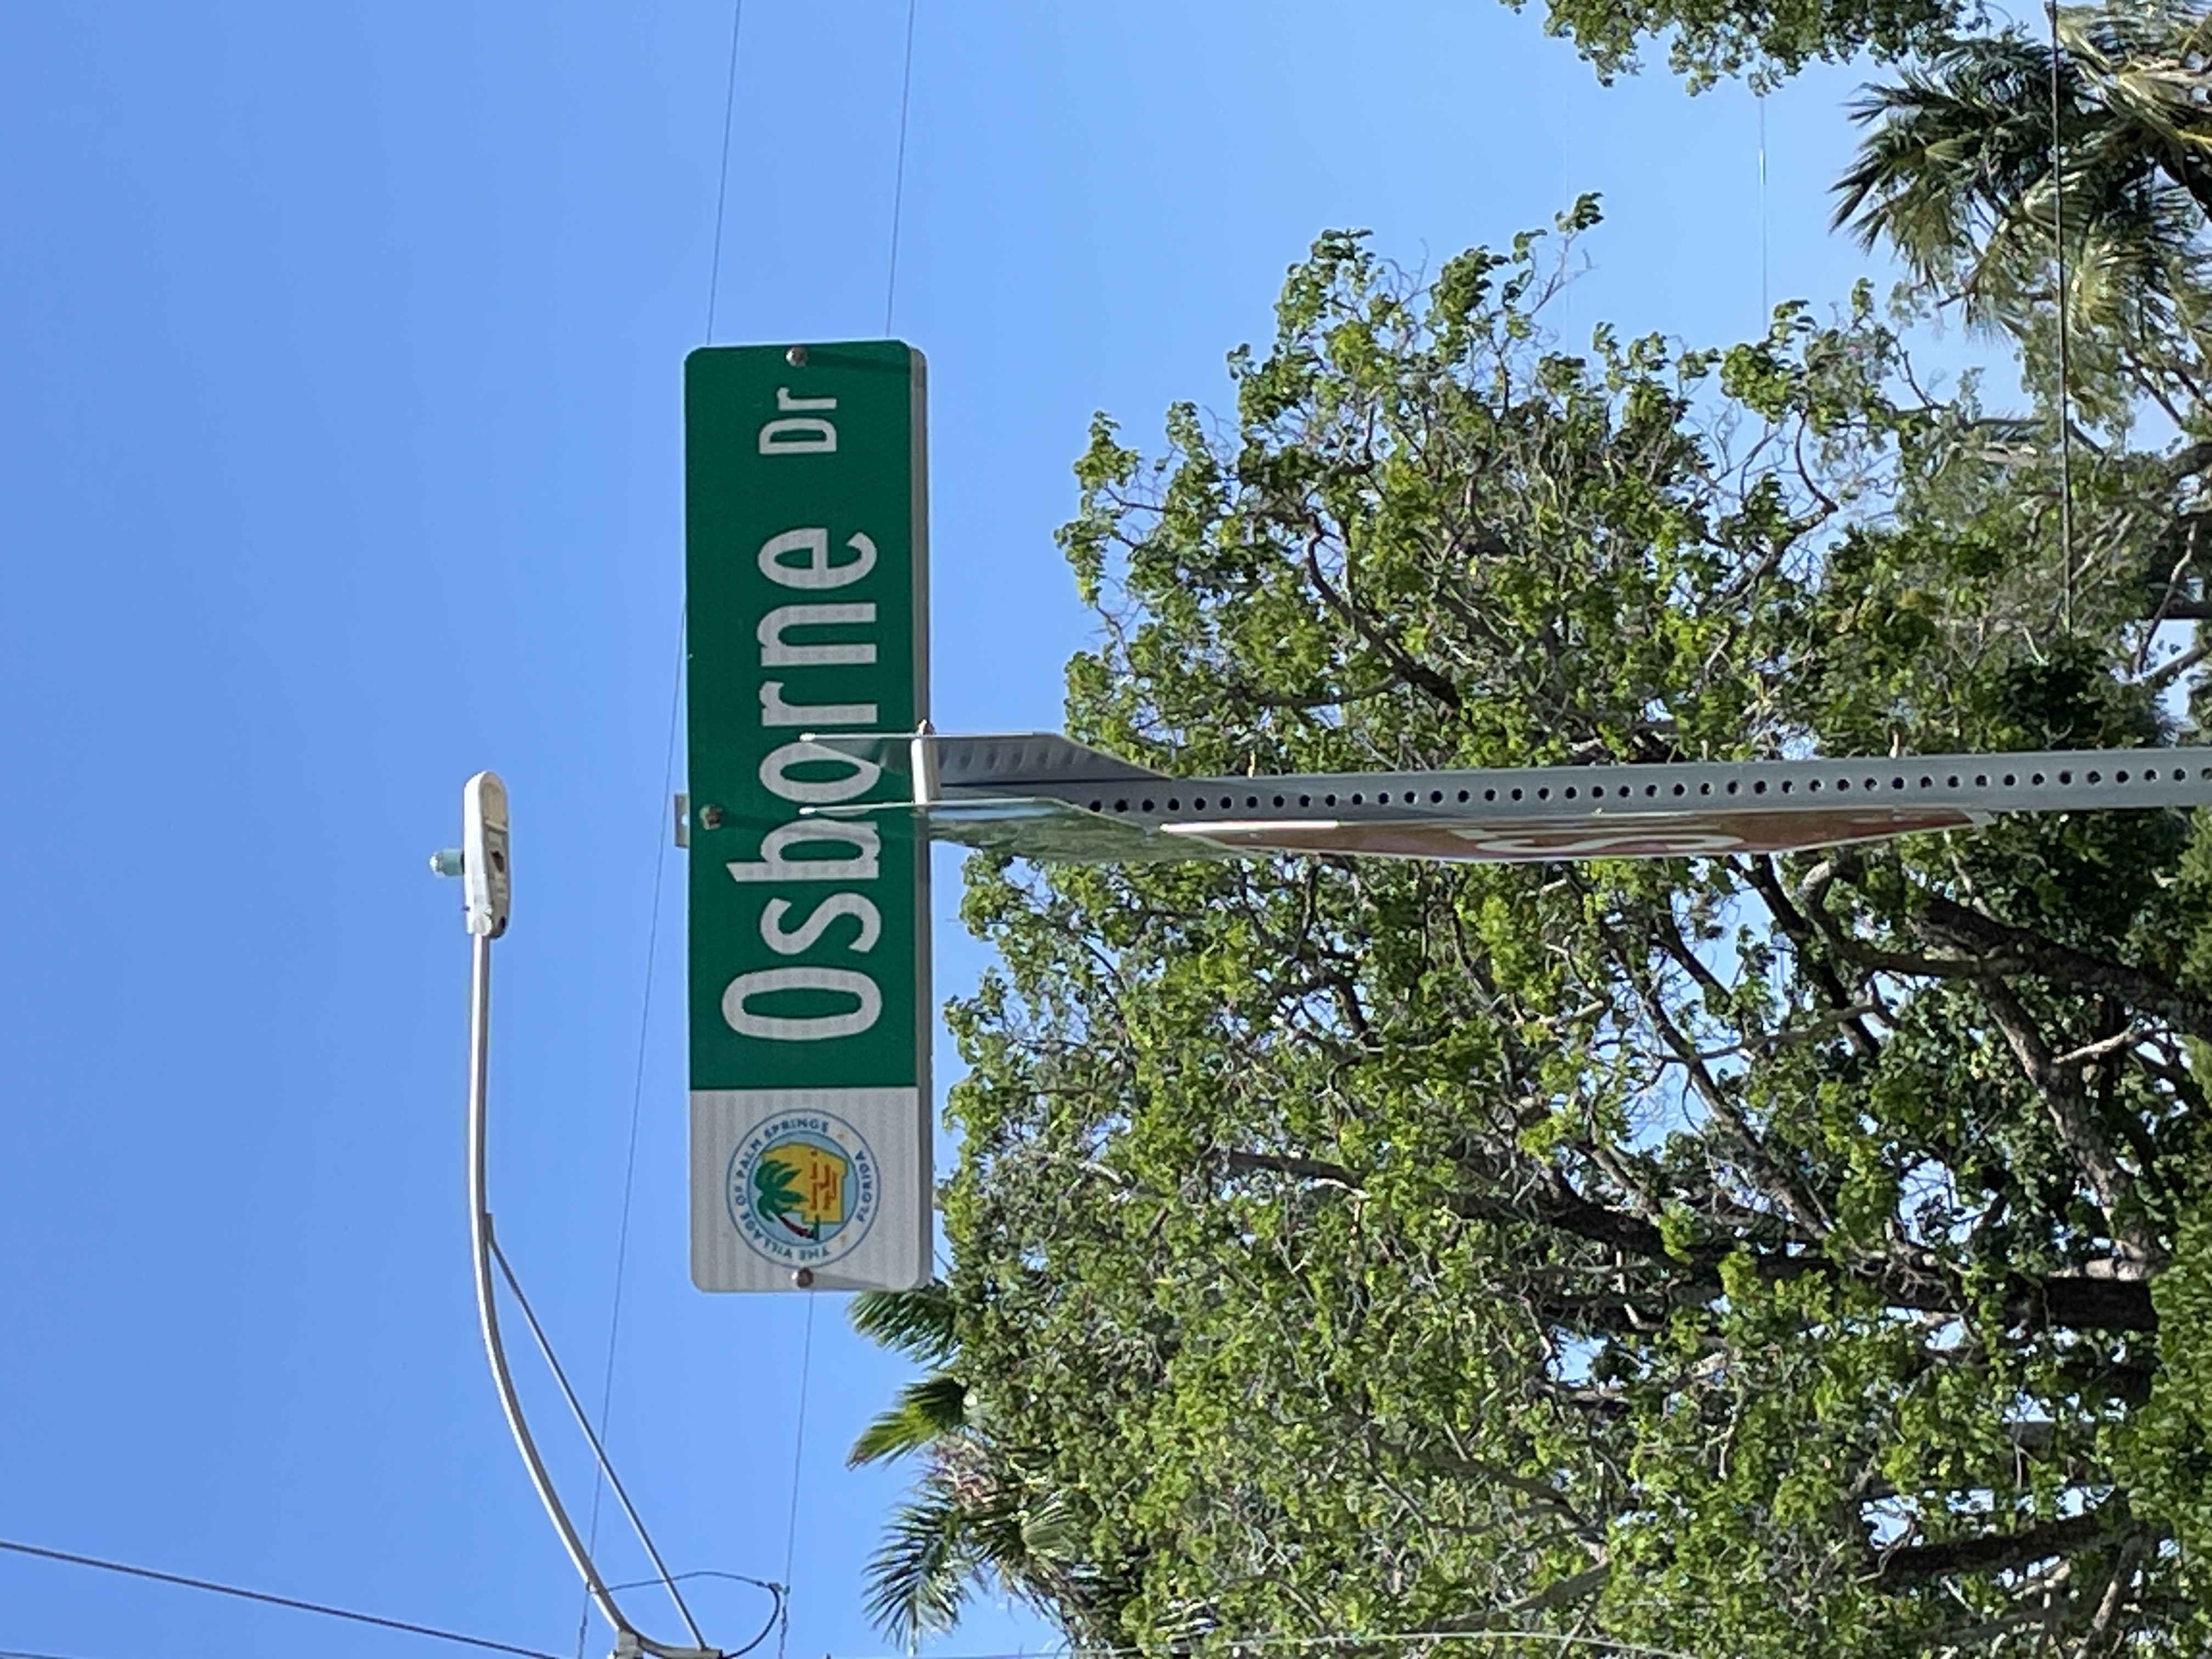 THE VILLAGE OF PALM SPRINGS
FLORIDA
Osborne Dr